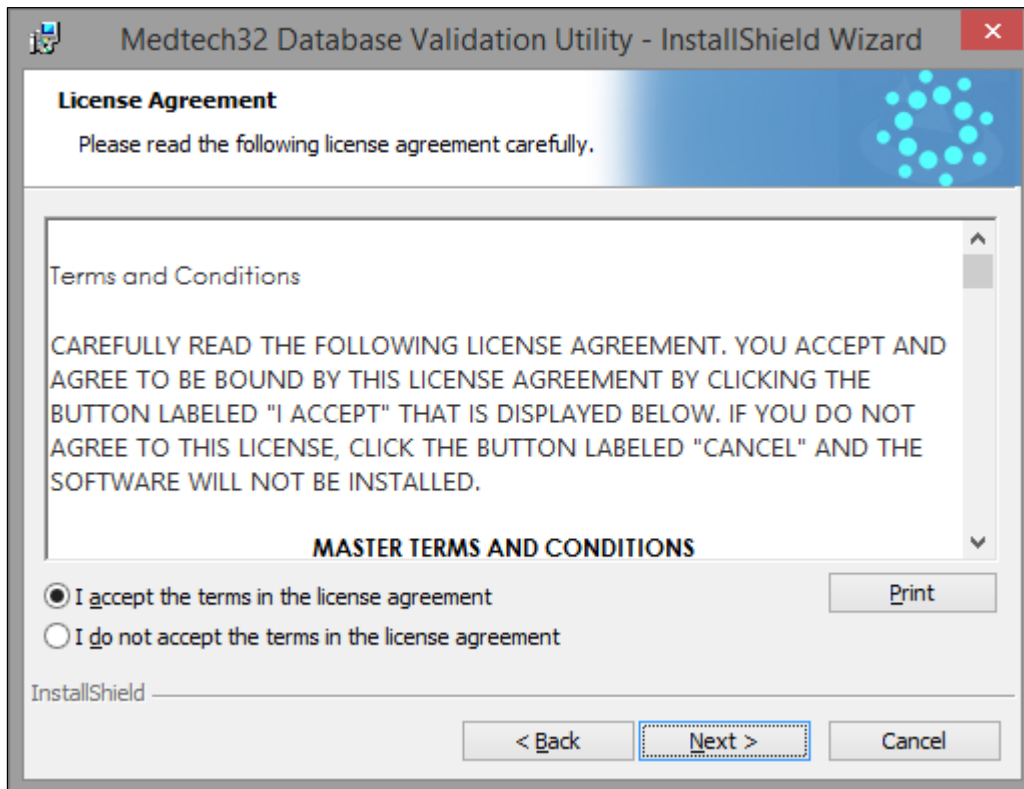 Medtech32 Database Validation Utility - InstallShield Wizard
License Agreement
Please read the following license agreement carefully.
Terms and Conditions
CAREFULLY READ THE FOLLOWING LICENSE AGREEMENT. YOU ACCEPT AND
AGREE TO BE BOUND BY THIS LICENSE AGREEMENT BY CLICKING THE
BUTTON LABELED "I ACCEPT" THAT IS DISPLAYED BELOW. IF YOU DO NOT
AGREE TO THIS LICENSE, CLICK THE BUTTON LABELED "CANCEL" AND THE
SOFTWARE WILL NOT BE INSTALLED.
MASTER TERMS AND CONDITIONS
I accept the terms in the license agreement
Print
I do not accept the terms in the license agreement
InstallShield
< Back
Next >
Cancel